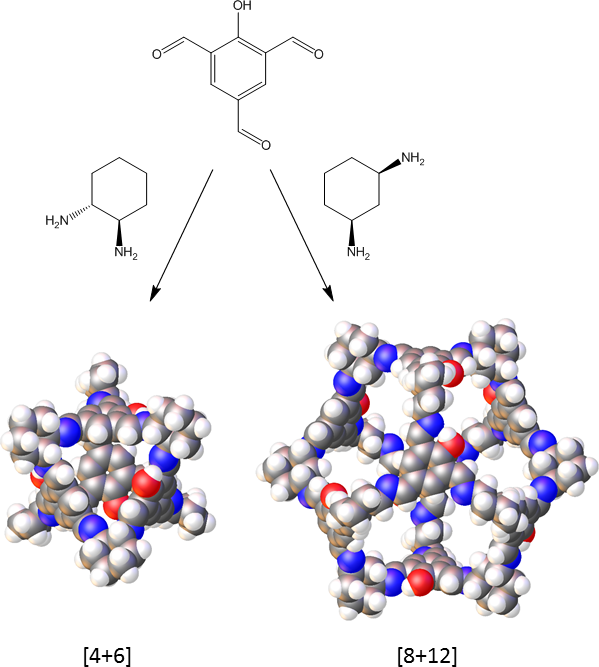 OH
O
O
O
NH₂
H₂N
NH₂
NH₂
[4+6]
[8+12]